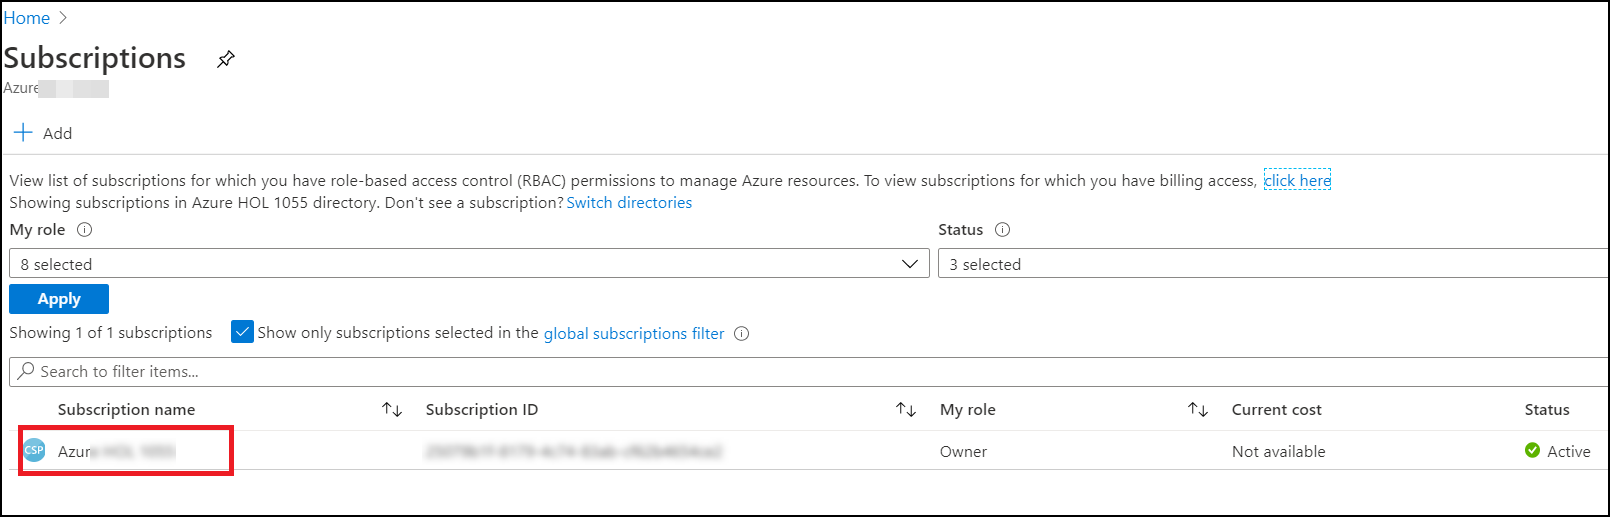 Home
Subscriptions
Azure
Add
View list of subscriptions for which you have role-based access control (RBAC) permissions to manage Azure resources. To view subscriptions for which you have billing access, click here
Showing subscriptions in Azure HOL 1055 directory. Don't see a subscription? Switch directories
My role Status
8 selected 3 selected
Apply
Showing 1 of 1 subscriptions Show only subscriptions selected in the global subscriptions filter
Search to filter items...
Subscription name Subscription ID My role Current cost Status
CSP Azure HOL 1055 Owner Not available Active